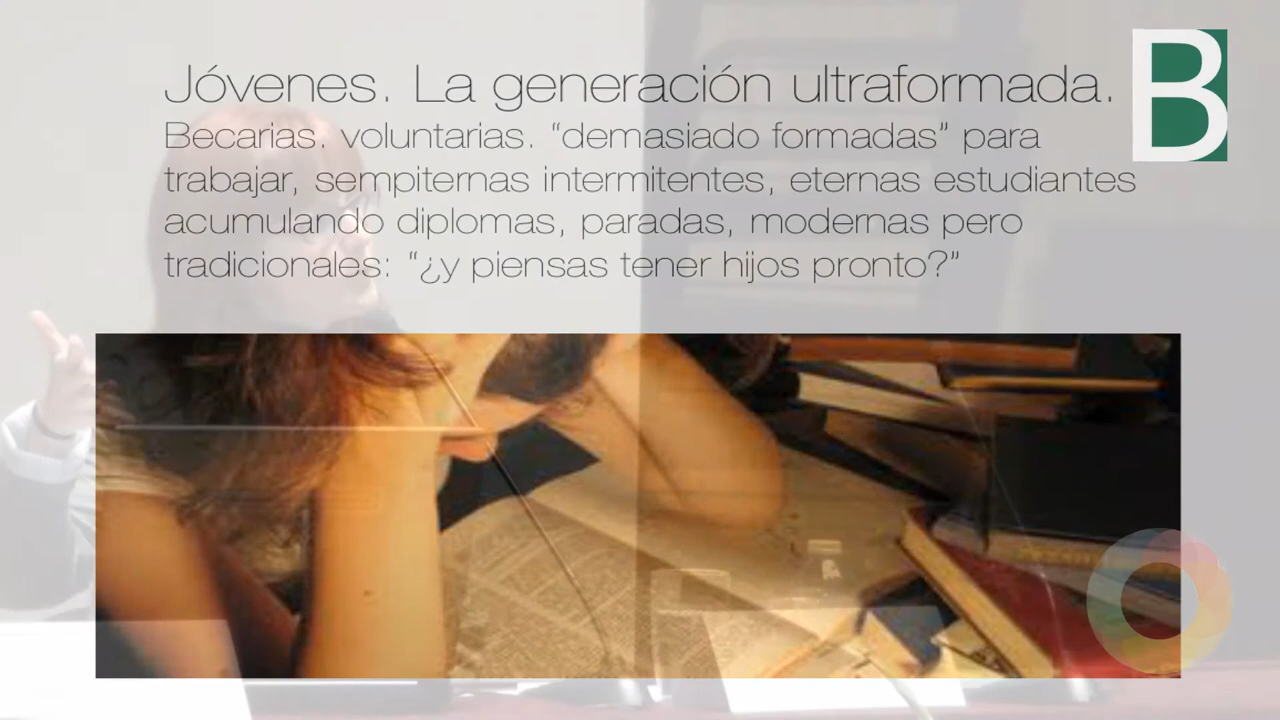 Jóvenes. La generación ultraformada.
B
Becarias. voluntarias. “demasiado formadas” para
trabajar, sempiternas intermitentes, eternas estudiantes
acumulando diplomas, paradas, modernas pero
tradicionales: “¿y piensas tener hijos pronto?”